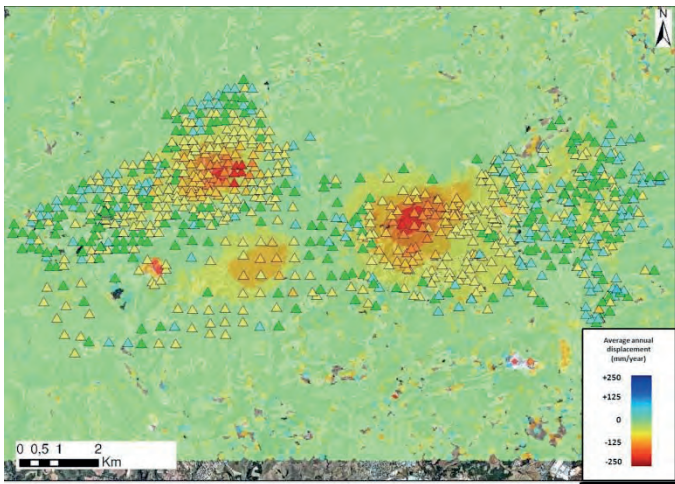 N
Average annual
displacement
(mm/year)
+250
+125
0
-125
-250
0 0,5 1 2
Km